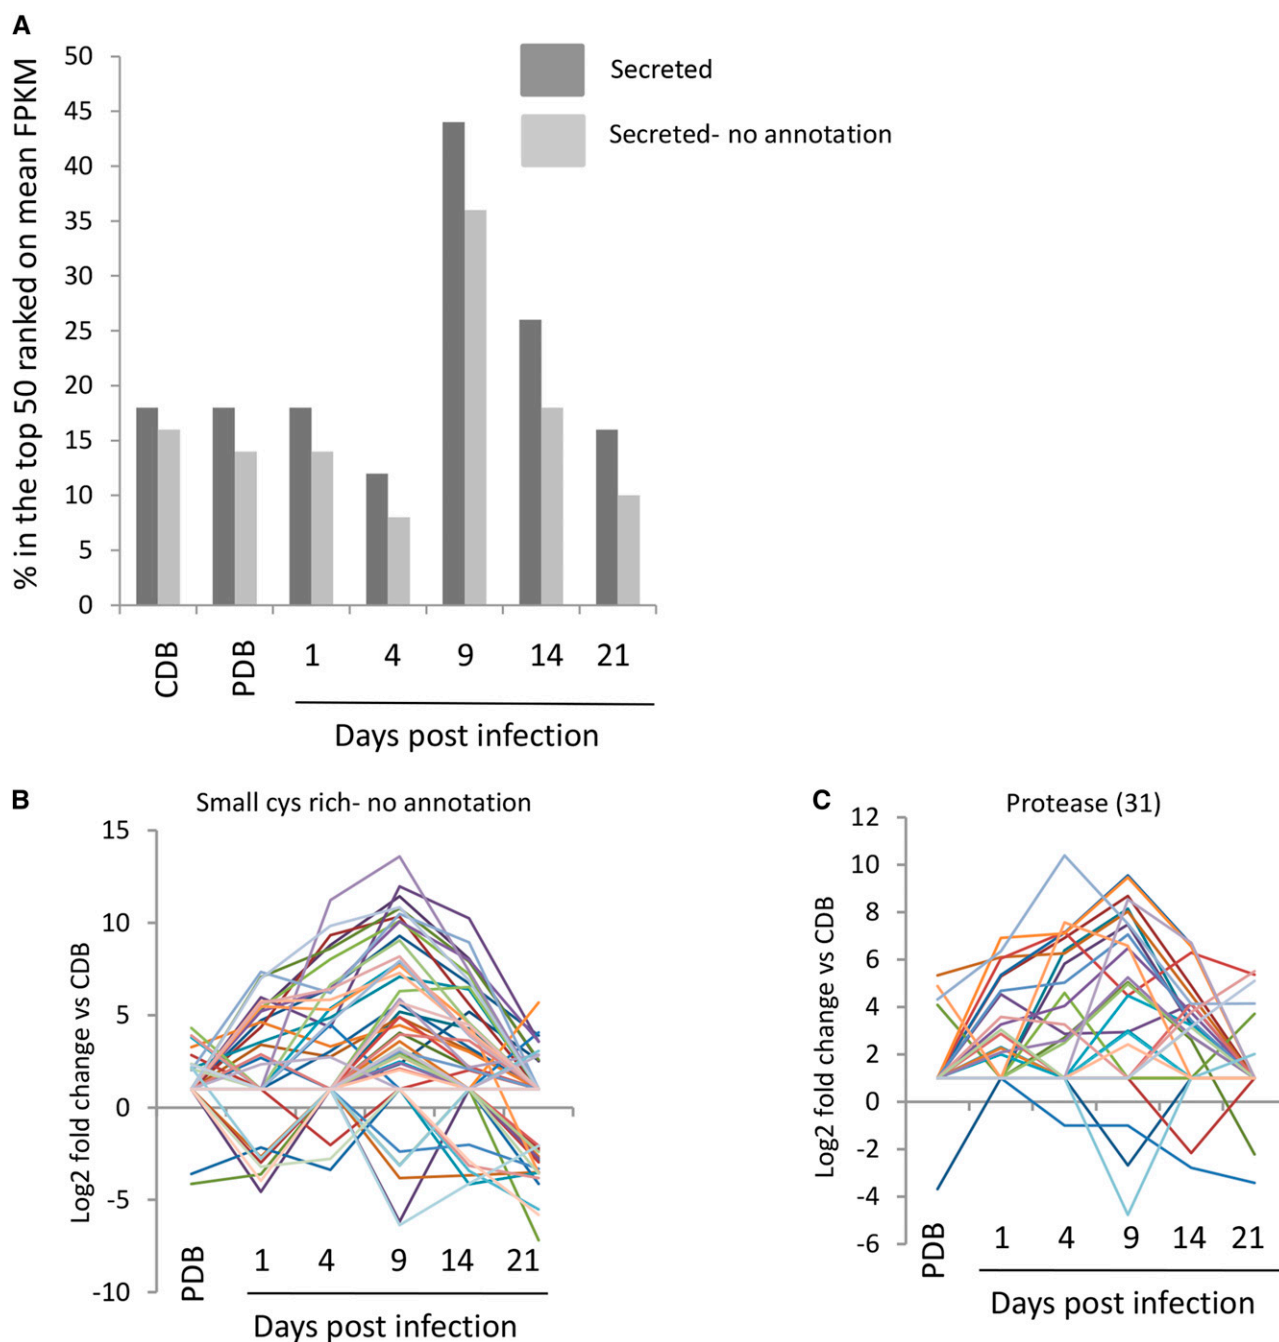 A
% in the top 50 ranked on mean FPKM
50
45
40
35
30
25
20
15
10
5
0
Secreted
Secreted- no annotation
CDB PDB 1 4 9 14 21
Days post infection
B
Small cys rich- no annotation
Log2 fold change vs CDB
15
10
5
0
-5
-10
PDB 1 4 9 14 21
Days post infection
C
Protease (31)
Log2 fold change vs CDB
12
10
8
6
4
2
0
-2
-4
-6
PDB 1 4 9 14 21
Days post infection